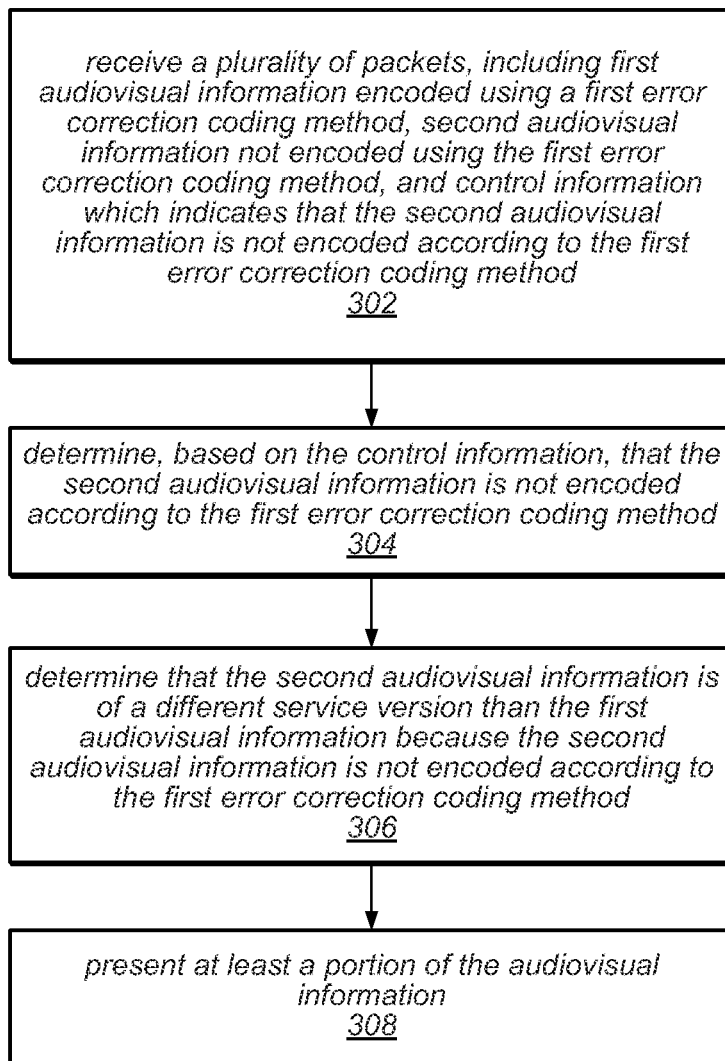 receive a plurality of packets, including first
audiovisual information encoded using a first error
correction coding method, second audiovisual
information not encoded using the first error
correction coding method, and control information
which indicates that the second audiovisual
information is not encoded according to the first
error correction coding method
302
determine, based on the control information, that the
second audiovisual information is not encoded
according to the first error correction coding method
304
determine that the second audiovisual information is
of a different service version than the first
audiovisual information because the second
audiovisual information is not encoded according to
the first error correction coding method
306
present at least a portion of the audiovisual
information
308